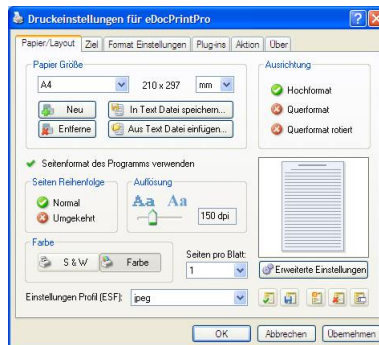 Druckeinstellungen für eDocPrintPro
Papier/Layout Ziel Format Einstellungen Plug-ins Aktion Über
Papier Größe
A4 210 x 297 mm
Neu In Text Datei speichern...
Entferne Aus Text Datei einfügen...
Ausrichtung
Hochformat
Querformat
Querformat rotiert
Seitenformat des Programms verwenden
Seiten Reihenfolge
Normal
Umgekehrt
Auflösung
Aa Aa
150 dpi
Farbe
S & W Farbe
Seiten pro Blatt:
1
Erweiterte Einstellungen
Einstellungen Profil (ESF): jpeg
OK Abbrechen Übernehmen